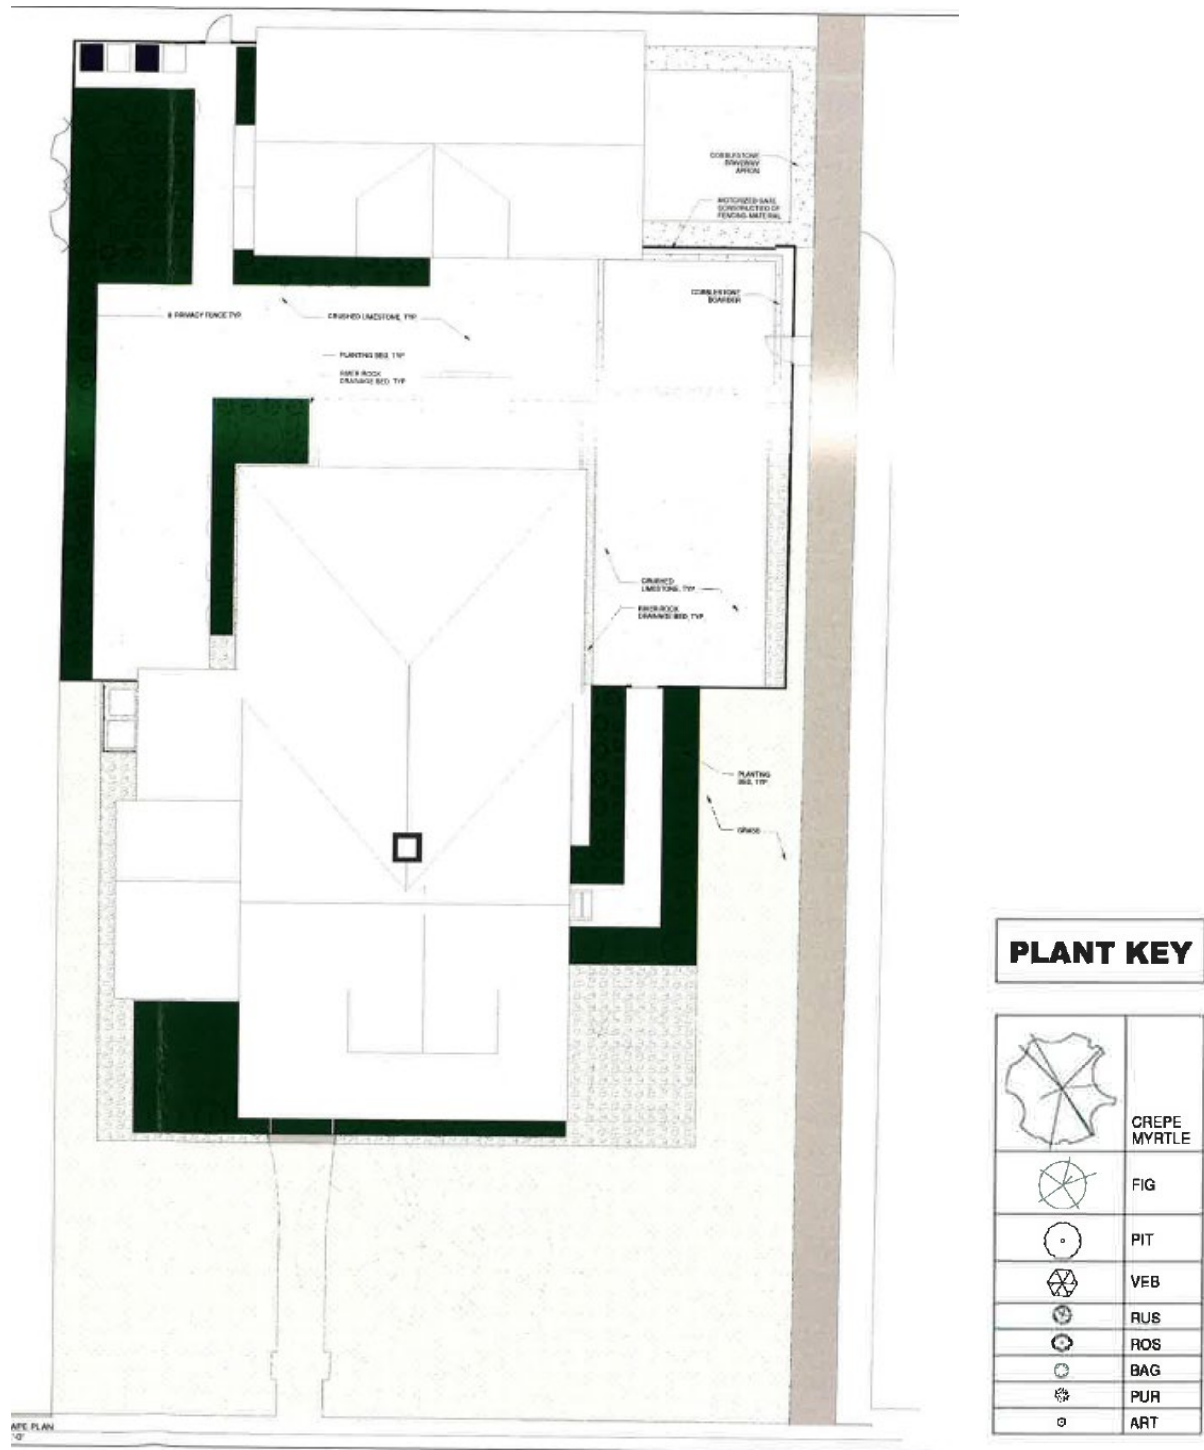 COBBLESTONE
DRIVEWAY
APRON
MOTORIZED GATE
CONSTRUCTED OF
FENCING MATERIAL
COBBLESTONE
BOARDER
PRIVACY FENCE TYP
CRUSHED LIMESTONE, TYP
PLANTING BED, TYP
RIVER ROCK
DRAINAGE BED, TYP
CRUSHED
LIMESTONE, TYP
RIVER ROCK
DRAINAGE BED, TYP
PLANTING
BED, TYP
GRASS
PLANT KEY
CREPE
MYRTLE
FIG
PIT
VEB
RUS
ROS
BAG
PUR
ART
APE PLAN